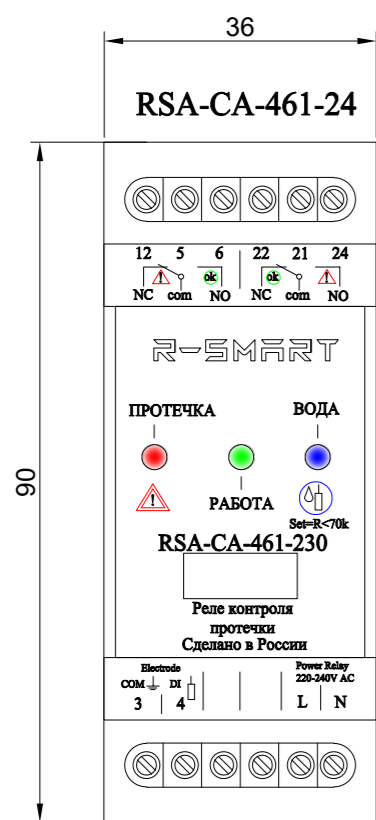 36
RSA-CA-461-24
90
12 5 6 22 21 24
ok ok
NC com NO NC com NO
R-SMART
ПРОТЕЧКА ВОДА
РАБОТА
Set=R<70k
RSA-CA-461-230
Реле контроля
протечки
Сделано в России
Electrode Power Relay
COM DI 220-240V AC
3 4 L N